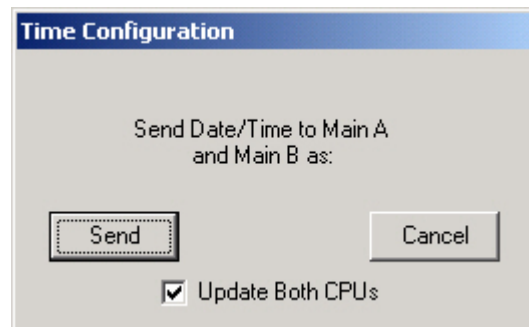 Time Configuration
Send Date/Time to Main A
and Main B as:
Send
Cancel
Update Both CPUs